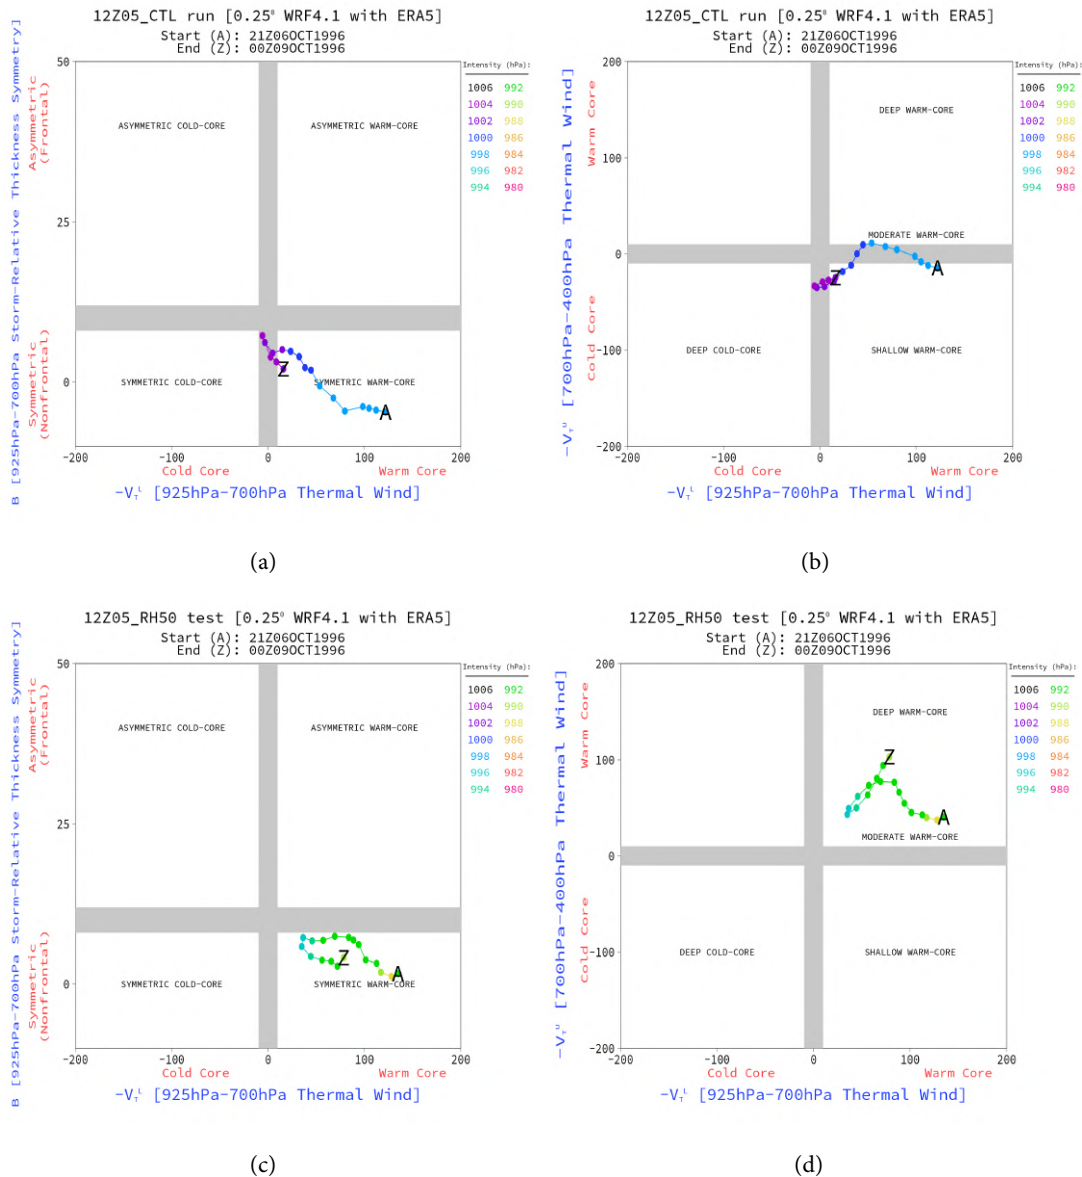 12Z05_CTL run [0.25° WRF4.1 with ERA5]
Start (A): 21Z06OCT1996
End (Z): 00Z09OCT1996
B [925hPa-700hPa Storm-Relative Thickness Symmetry]
Asymmetric
(Frontal)
Symmetric
(Nonfrontal)
50
25
0
ASYMMETRIC COLD-CORE
ASYMMETRIC WARM-CORE
SYMMETRIC COLD-CORE
SYMMETRIC WARM-CORE
Z
A
Intensity (hPa):
1006 992
1004 990
1002 988
1000 986
998 984
996 982
994 980
-200 -100 0 100 200
Cold Core Warm Core
-V_T^L [925hPa-700hPa Thermal Wind]
(a)
12Z05_CTL run [0.25° WRF4.1 with ERA5]
Start (A): 21Z06OCT1996
End (Z): 00Z09OCT1996
-V_T^U [700hPa-400hPa Thermal Wind]
Warm Core
Cold Core
200
100
0
-100
-200
DEEP WARM-CORE
MODERATE WARM-CORE
DEEP COLD-CORE
SHALLOW WARM-CORE
Z
A
Intensity (hPa):
1006 992
1004 990
1002 988
1000 986
998 984
996 982
994 980
-200 -100 0 100 200
Cold Core Warm Core
-V_T^L [925hPa-700hPa Thermal Wind]
(b)
12Z05_RH50 test [0.25° WRF4.1 with ERA5]
Start (A): 21Z06OCT1996
End (Z): 00Z09OCT1996
B [925hPa-700hPa Storm-Relative Thickness Symmetry]
Asymmetric
(Frontal)
Symmetric
(Nonfrontal)
50
25
0
ASYMMETRIC COLD-CORE
ASYMMETRIC WARM-CORE
SYMMETRIC COLD-CORE
SYMMETRIC WARM-CORE
Z
A
Intensity (hPa):
1006 992
1004 990
1002 988
1000 986
998 984
996 982
994 980
-200 -100 0 100 200
Cold Core Warm Core
-V_T^L [925hPa-700hPa Thermal Wind]
(c)
12Z05_RH50 test [0.25° WRF4.1 with ERA5]
Start (A): 21Z06OCT1996
End (Z): 00Z09OCT1996
-V_T^U [700hPa-400hPa Thermal Wind]
Warm Core
Cold Core
200
100
0
-100
-200
DEEP WARM-CORE
MODERATE WARM-CORE
DEEP COLD-CORE
SHALLOW WARM-CORE
Z
A
Intensity (hPa):
1006 992
1004 990
1002 988
1000 986
998 984
996 982
994 980
-200 -100 0 100 200
Cold Core Warm Core
-V_T^L [925hPa-700hPa Thermal Wind]
(d)